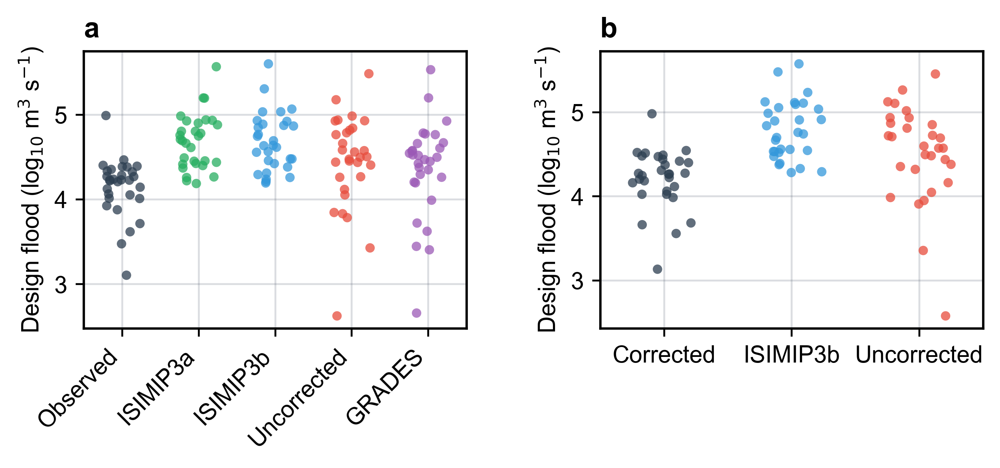 a
Design flood (log₁₀ m³ s⁻¹)
5
4
3
Observed
ISIMIP3a
ISIMIP3b
Uncorrected
GRADES
b
Design flood (log₁₀ m³ s⁻¹)
5
4
3
Corrected
ISIMIP3b
Uncorrected